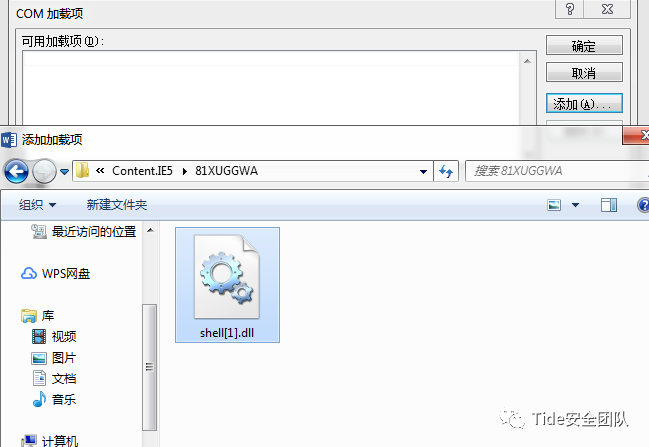 COM 加载项
可用加载项(D):
确定
取消
添加(A)...
添加加载项
« Content.IE5 ▸ 81XUGGWA
搜索 81XUGGWA
组织
新建文件夹
最近访问的位置
WPS网盘
库
视频
图片
文档
音乐
计算机
shell[1].dll
Tide安全团队